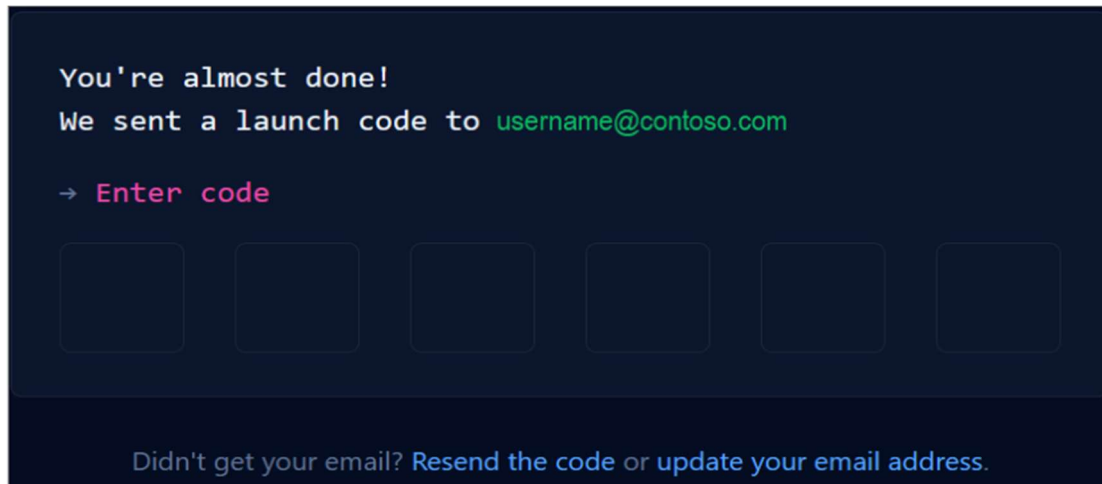 You're almost done!
We sent a launch code to username@contoso.com
→ Enter code
Didn't get your email? Resend the code or update your email address.